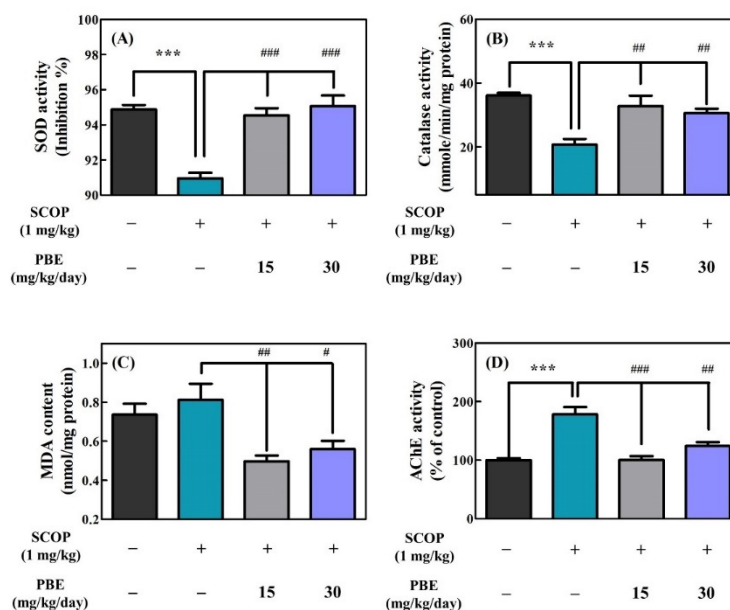 (A)
SOD activity
(Inhibition %)
98
96
94
92
90
***
###
###
SCOP
(1 mg/kg)
– + + +
PBE
(mg/kg/day)
– – 15 30
(B)
Catalase activity
(mmole/min/mg protein)
60
40
20
***
##
##
SCOP
(1 mg/kg)
– + + +
PBE
(mg/kg/day)
– – 15 30
(C)
MDA content
(nmol/mg protein)
1.0
0.8
0.6
0.4
0.2
##
#
SCOP
(1 mg/kg)
– + + +
PBE
(mg/kg/day)
– – 15 30
(D)
AChE activity
(% of control)
300
200
100
0
***
###
##
SCOP
(1 mg/kg)
– + + +
PBE
(mg/kg/day)
– – 15 30